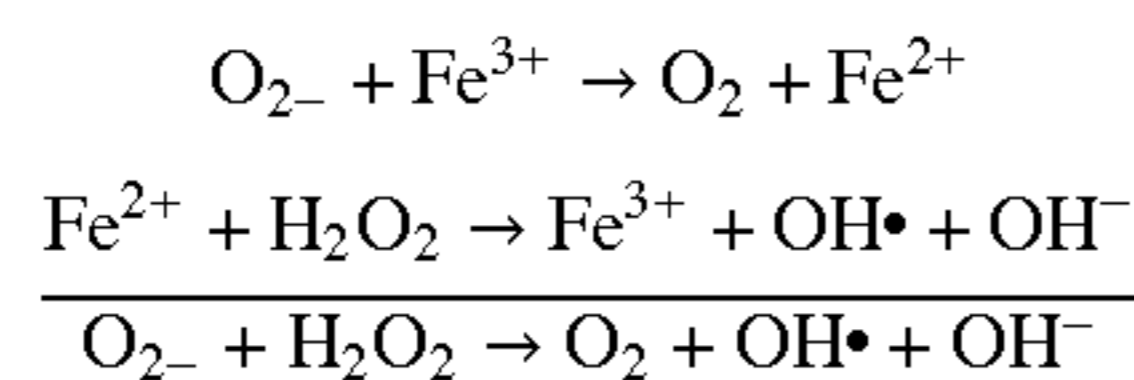 O₂₋ + Fe³⁺ → O₂ + Fe²⁺
Fe²⁺ + H₂O₂ → Fe³⁺ + OH• + OH⁻
O₂₋ + H₂O₂ → O₂ + OH• + OH⁻